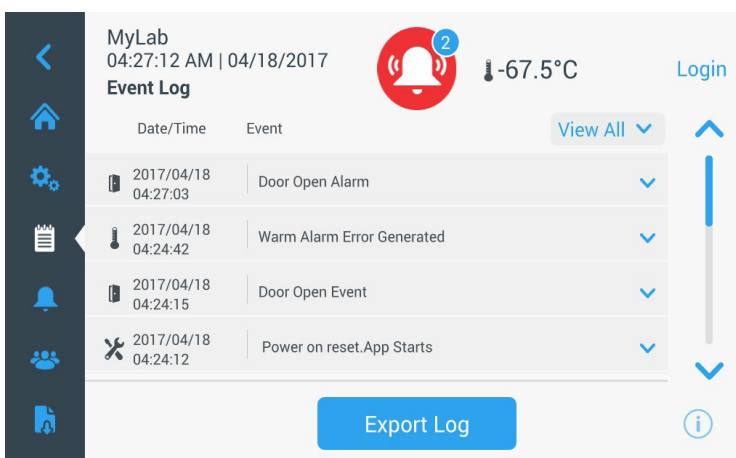 MyLab
04:27:12 AM | 04/18/2017
Event Log
2
-67.5°C
Login
Date/Time Event View All
2017/04/18
04:27:03
Door Open Alarm
2017/04/18
04:24:42
Warm Alarm Error Generated
2017/04/18
04:24:15
Door Open Event
2017/04/18
04:24:12
Power on reset.App Starts
Export Log
i